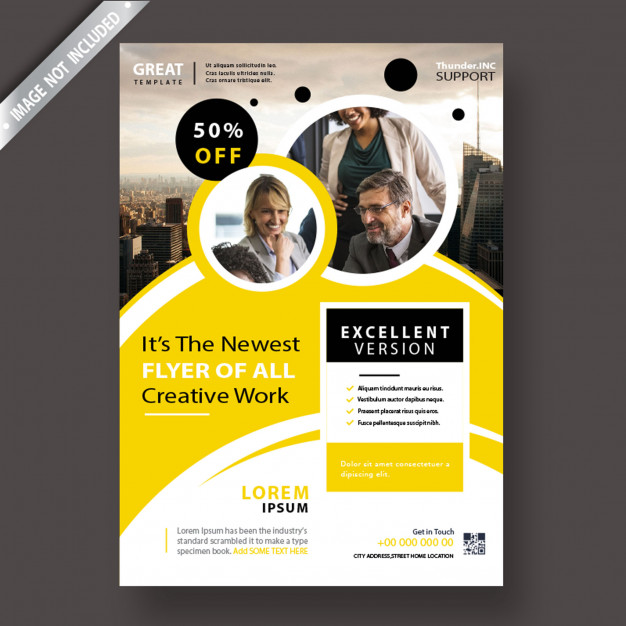 IMAGE NOT INCLUDED
GREAT
TEMPLATE
Ut aliquam sollicitudin leo.
Cras iaculis ultricies nulla.
Cras ornare tristique elit.
Thunder.INC
SUPPORT
50%
OFF
It's The Newest
FLYER OF ALL
Creative Work
EXCELLENT
VERSION
Aliquam tincidunt mauris eu risus.
Vestibulum auctor dapibus neque.
Praesent placerat risus quis eros.
Fusce pellentesque suscipit nibh.
Dolor sit amet consectetuer a
dipiscing elit.
LOREM
IPSUM
Lorem Ipsum has been the industry's
standard scrambled it to make a type
specimen book. Add SOME TEXT HERE
Get in Touch
+00 000 000 00
CITY ADDRESS,STREET HOME LOCATION